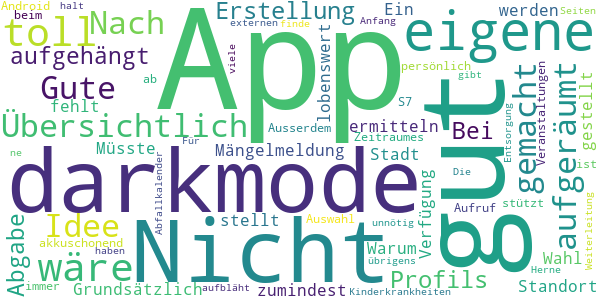 Android halt
beim
Nach
toll
aufgehängt
Gute ab
fehlt
Übersichtlich
Müsste
App
Erstellung
externen finde
viele
Ein Anfang
lobenswert
werden Seiten
eigene
persönlich
S7 gibt
Ausserdem
ermitteln
Zeitraumes
Mängelmeldung
Stadt
Bei
gut
gemacht
Veranstaltungen
Entsorgung
aufgeräumt
gestellt
ist
Die stützt
ne
Für
Abfallkalender
darkmode
Nicht
Abgabe
Idee
akkuschonend
wäre
haben
immer aufbläht
Grundsätzlich
stellt
Auswahl
unnötig
übrigens
zumindest
Warum
Verfügung
Kinderkrankheiten
Profils
Aufruf
Wahl
Herne
Standort
Weiterleitung